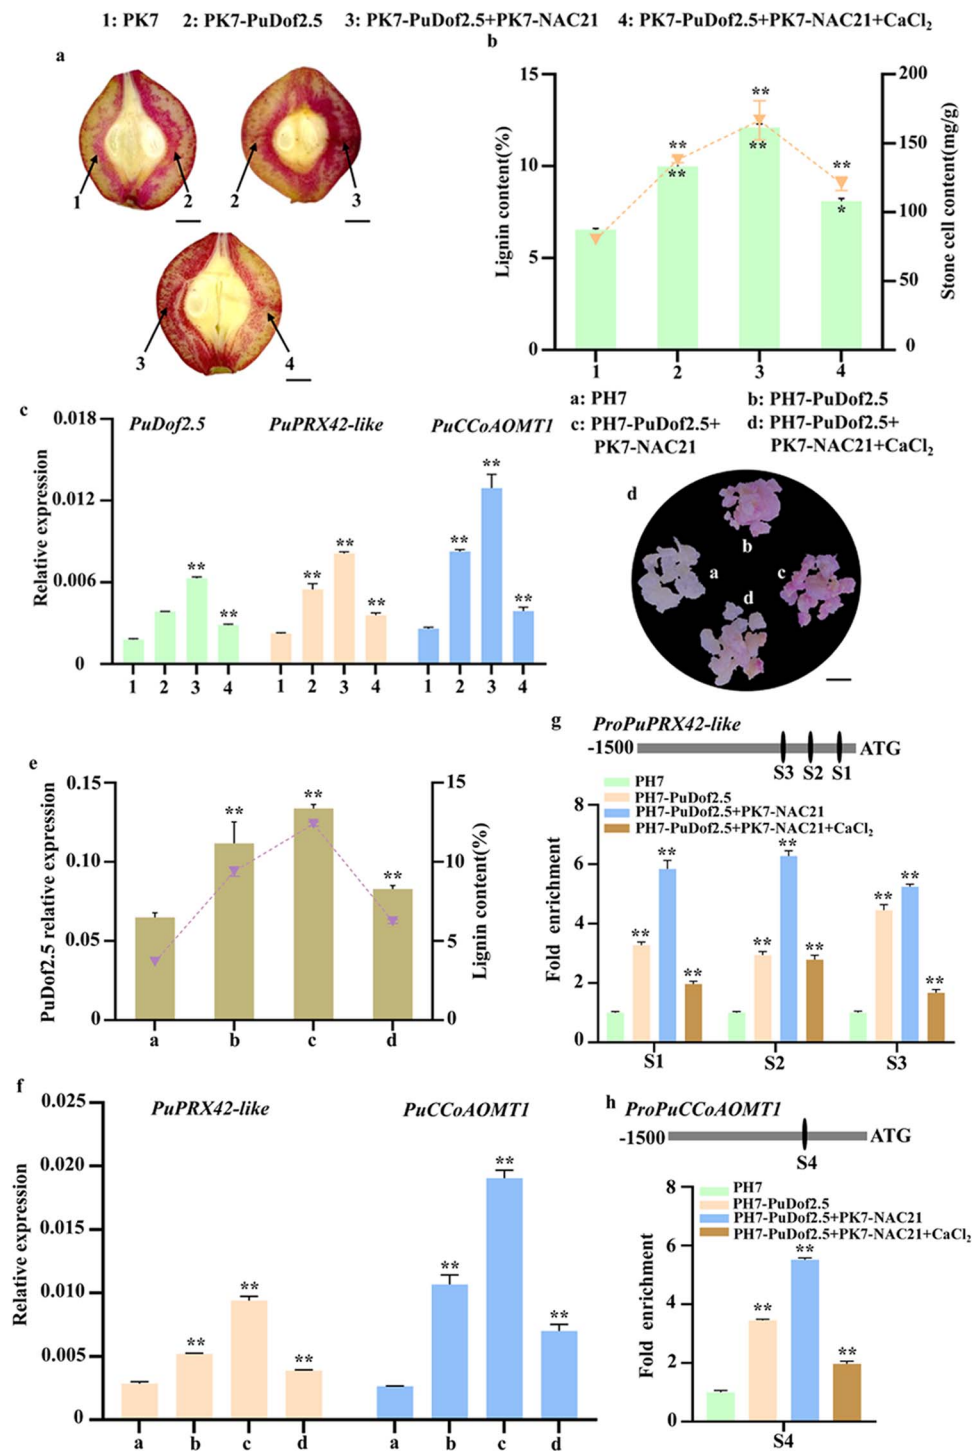 1: PK7 2: PK7-PuDof2.5 3: PK7-PuDof2.5+PK7-NAC21 4: PK7-PuDof2.5+PK7-NAC21+CaCl₂
a
1
2
2
3
3
4
b
Lignin content(%)
15
10
5
0
** ** ** ** ** *
200
150
100
50
0
Stone cell content(mg/g)
1 2 3 4
c
Relative expression
0.018
0.012
0.006
0
PuDof2.5 PuPRX42-like PuCCoAOMT1
** ** ** ** ** ** ** **
1 2 3 4 1 2 3 4 1 2 3 4
a: PH7 b: PH7-PuDof2.5
c: PH7-PuDof2.5+ d: PH7-PuDof2.5+
PK7-NAC21 PK7-NAC21+CaCl₂
d
b
a
c
d
e
PuDof2.5 relative expression
0.15
0.10
0.05
0
** ** **
15
10
5
0
Lignin content(%)
a b c d
g
ProPuPRX42-like
-1500 ATG
S3 S2 S1
PH7
PH7-PuDof2.5
PH7-PuDof2.5+PK7-NAC21
PH7-PuDof2.5+PK7-NAC21+CaCl₂
Fold enrichment
8
6
4
2
0
** ** ** ** ** ** ** ** **
S1 S2 S3
f
Relative expression
0.025
0.020
0.015
0.010
0.005
0
PuPRX42-like PuCCoAOMT1
** ** ** ** ** **
a b c d a b c d
h
ProPuCCoAOMT1
-1500 ATG
S4
PH7
PH7-PuDof2.5
PH7-PuDof2.5+PK7-NAC21
PH7-PuDof2.5+PK7-NAC21+CaCl₂
Fold enrichment
8
6
4
2
0
** ** **
S4